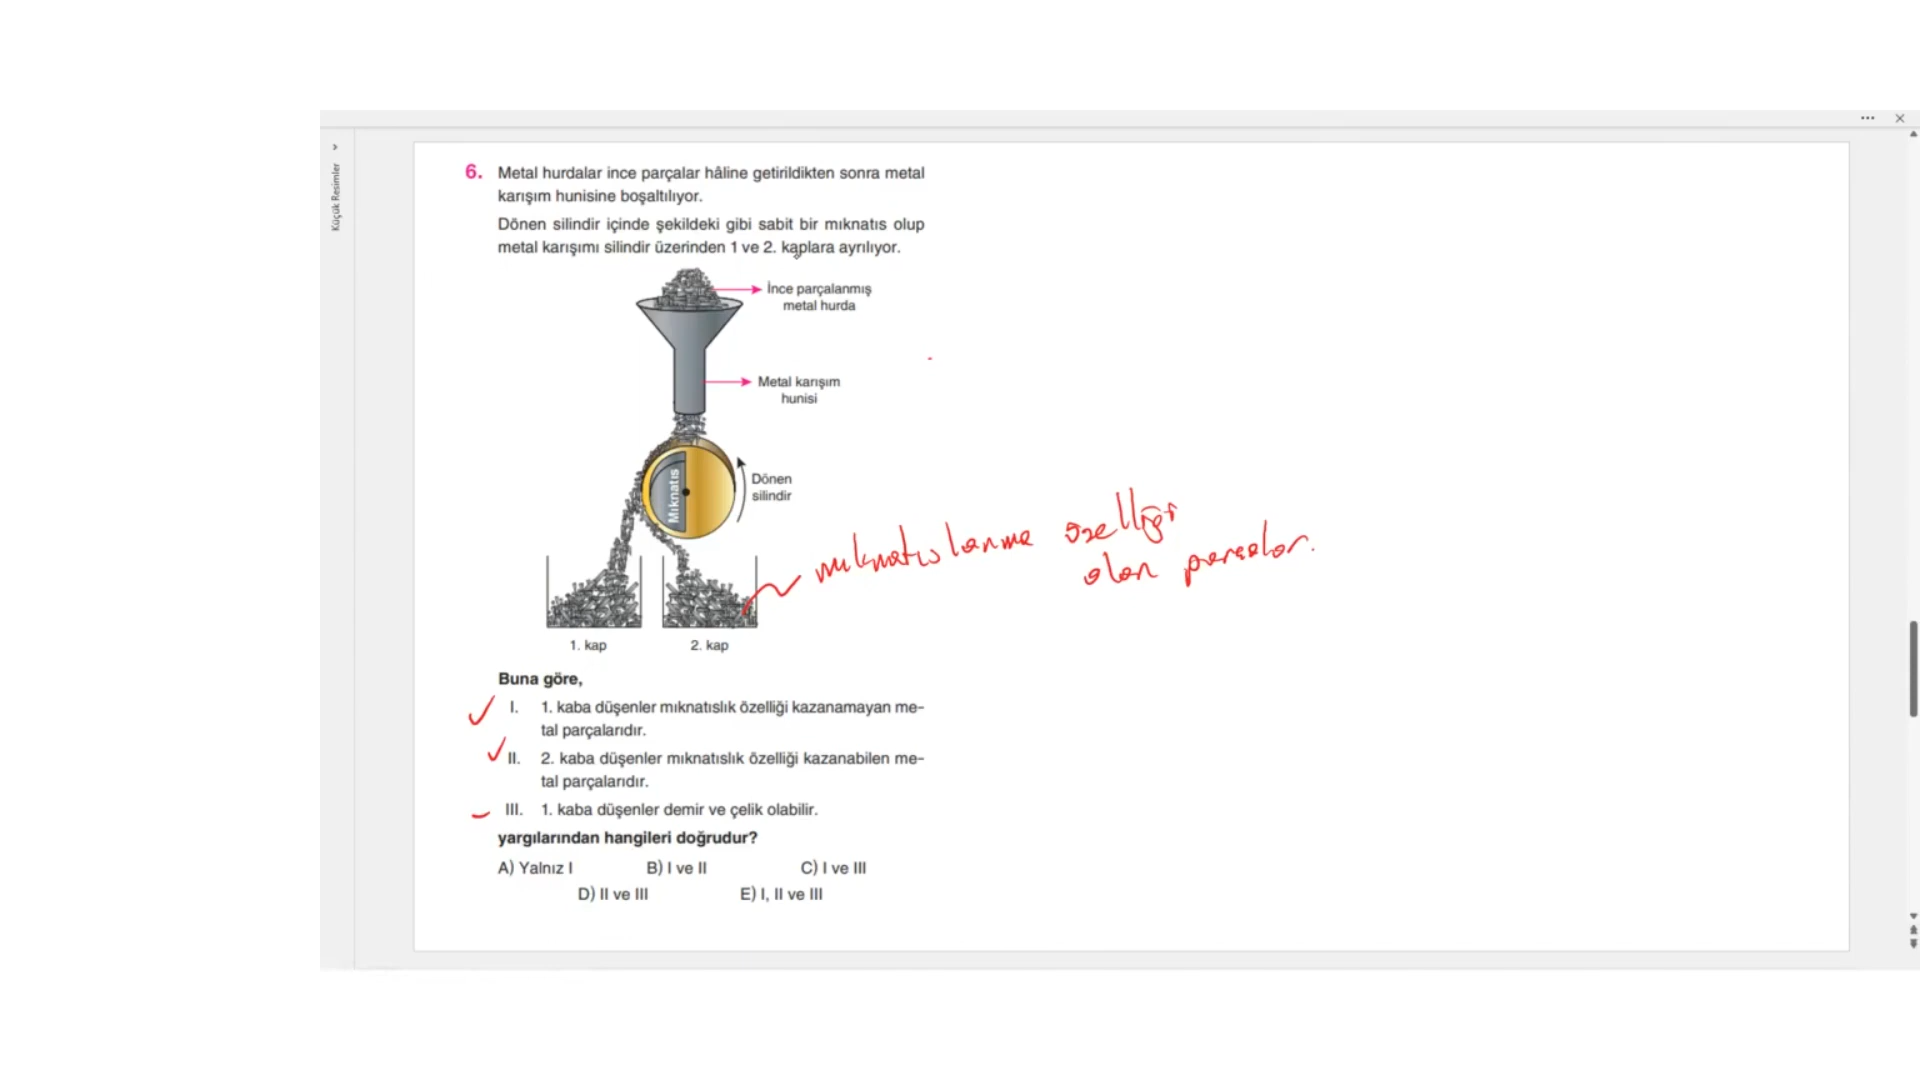 Küçük Resimler
6. Metal hurdalar ince parçalar hâline getirildikten sonra metal
karışım hunisine boşaltılıyor.
Dönen silindir içinde şekildeki gibi sabit bir mıknatıs olup
metal karışımı silindir üzerinden 1 ve 2. kaplara ayrılıyor.
İnce parçalanmış
metal hurda
Metal karışım
hunisi
Mıknatıs
Dönen
silindir
mıknatıslanma özelliği
olan parçalar.
1. kap
2. kap
Buna göre,
I. 1. kaba düşenler mıknatıslık özelliği kazanamayan me-
tal parçalarıdır.
II. 2. kaba düşenler mıknatıslık özelliği kazanabilen me-
tal parçalarıdır.
III. 1. kaba düşenler demir ve çelik olabilir.
yargılarından hangileri doğrudur?
A) Yalnız I B) I ve II C) I ve III
D) II ve III E) I, II ve III